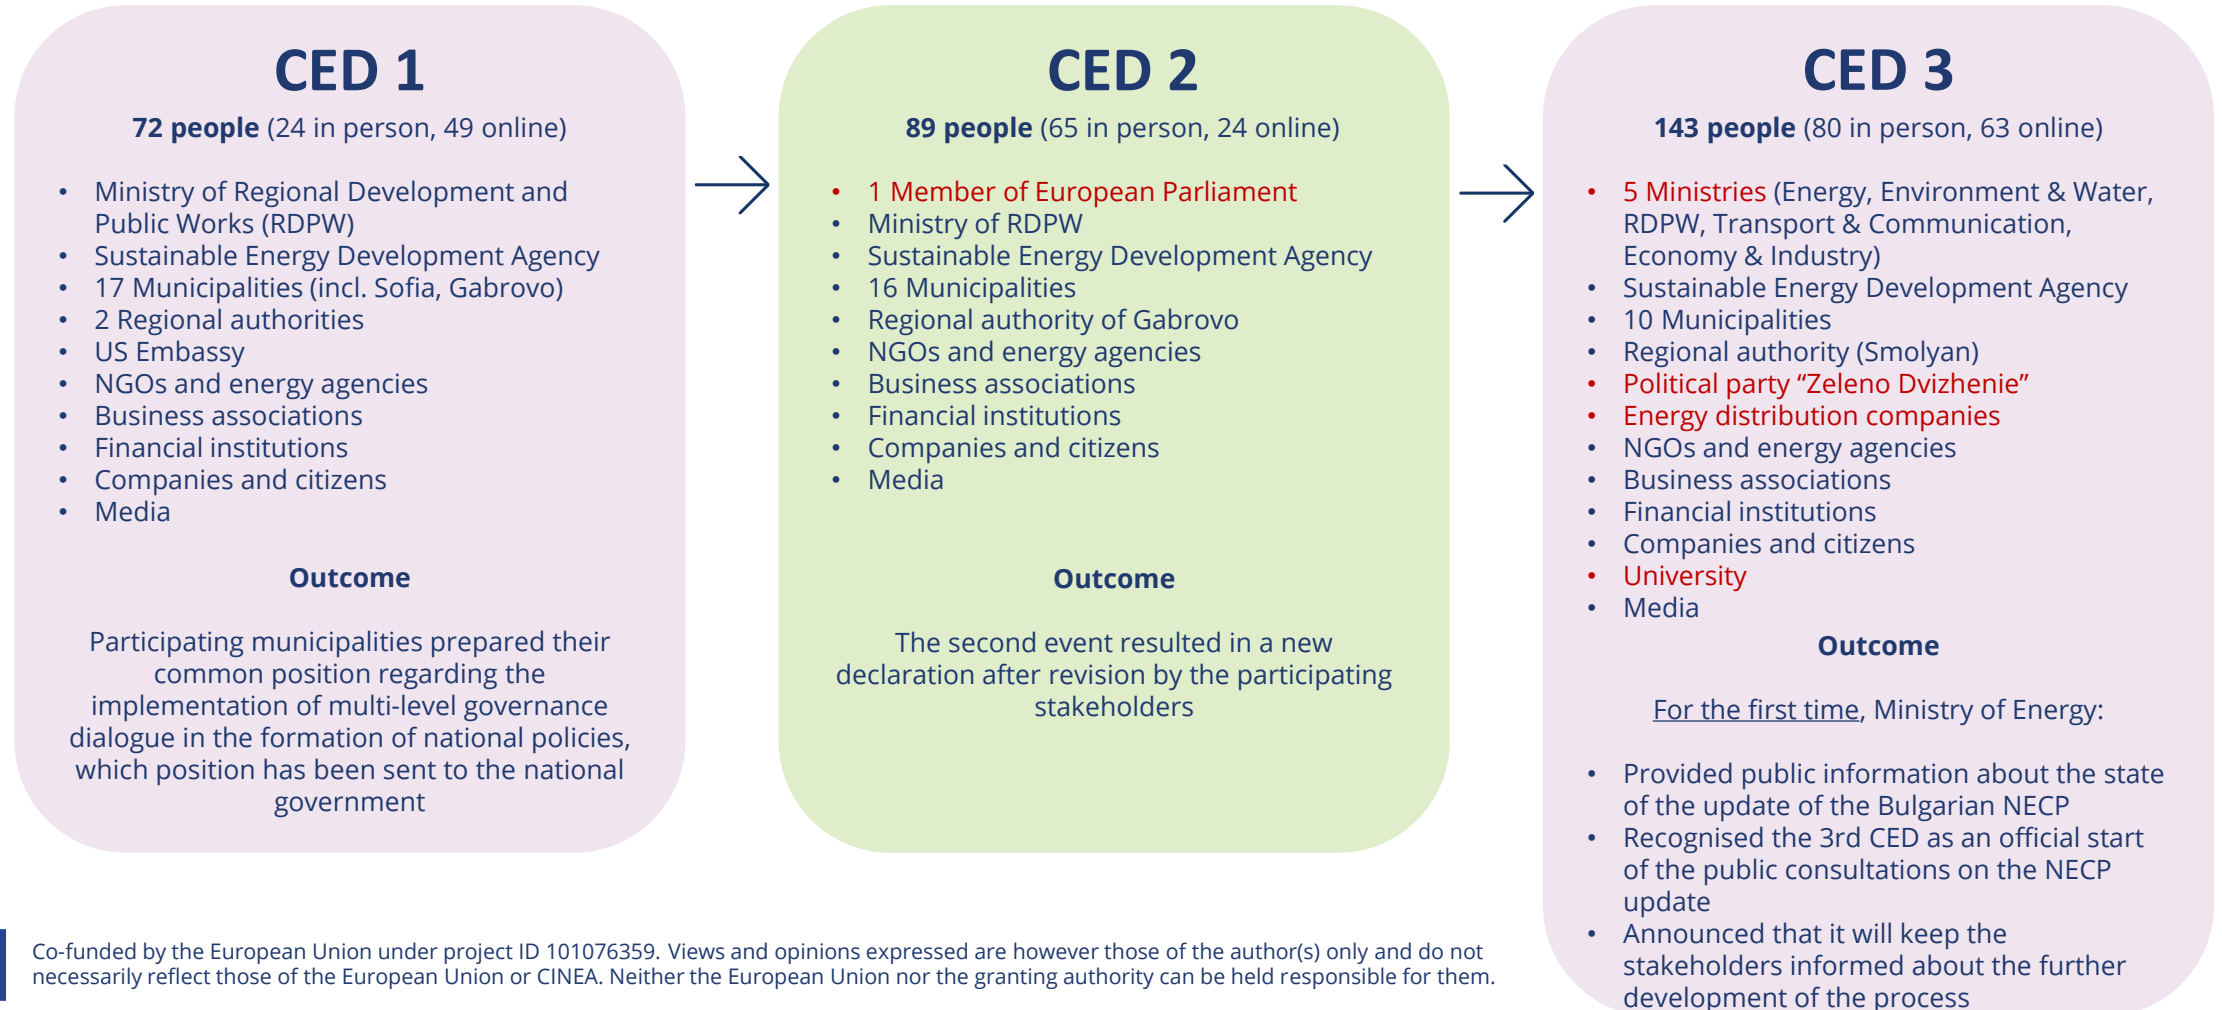 CED 1
72 people (24 in person, 49 online)
• Ministry of Regional Development and
Public Works (RDPW)
• Sustainable Energy Development Agency
• 17 Municipalities (incl. Sofia, Gabrovo)
• 2 Regional authorities
• US Embassy
• NGOs and energy agencies
• Business associations
• Financial institutions
• Companies and citizens
• Media
Outcome
Participating municipalities prepared their
common position regarding the
implementation of multi-level governance
dialogue in the formation of national policies,
which position has been sent to the national
government
CED 2
89 people (65 in person, 24 online)
• 1 Member of European Parliament
• Ministry of RDPW
• Sustainable Energy Development Agency
• 16 Municipalities
• Regional authority of Gabrovo
• NGOs and energy agencies
• Business associations
• Financial institutions
• Companies and citizens
• Media
Outcome
The second event resulted in a new
declaration after revision by the participating
stakeholders
CED 3
143 people (80 in person, 63 online)
• 5 Ministries (Energy, Environment & Water,
RDPW, Transport & Communication,
Economy & Industry)
• Sustainable Energy Development Agency
• 10 Municipalities
• Regional authority (Smolyan)
• Political party “Zeleno Dvizhenie”
• Energy distribution companies
• NGOs and energy agencies
• Business associations
• Financial institutions
• Companies and citizens
• University
• Media
Outcome
For the first time, Ministry of Energy:
• Provided public information about the state
of the update of the Bulgarian NECP
• Recognised the 3rd CED as an official start
of the public consultations on the NECP
update
• Announced that it will keep the
stakeholders informed about the further
development of the process
Co-funded by the European Union under project ID 101076359. Views and opinions expressed are however those of the author(s) only and do not
necessarily reflect those of the European Union or CINEA. Neither the European Union nor the granting authority can be held responsible for them.